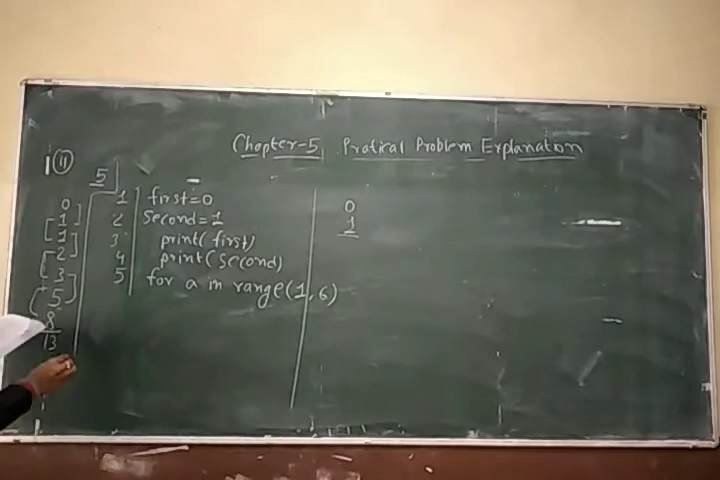 Chapter-5 Pratical Problem Explanation
11
5
0
1
1
2
3
5
8
13
1 first=0
2 Second=1
3 print(first)
4 print(Second)
5 for a in range(1,6)
0
1